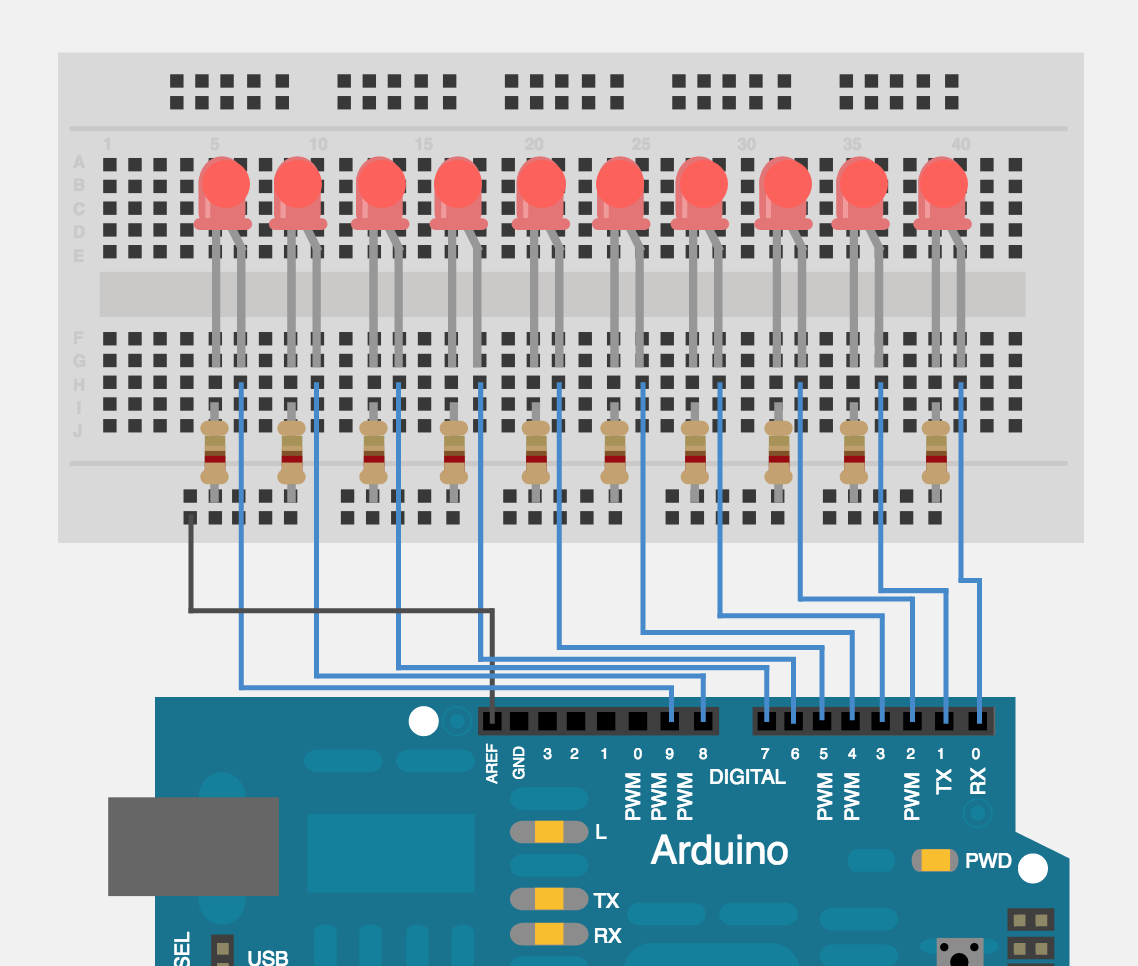 1 5 10 15 20 25 30 35 40
A
B
C
D
E
F
G
H
I
J
AREF GND 3 2 1 0 9 8 7 6 5 4 3 2 1 0
PWM PWM PWM DIGITAL PWM PWM PWM TX RX
L
Arduino
PWD
TX
RX
SEL
USB